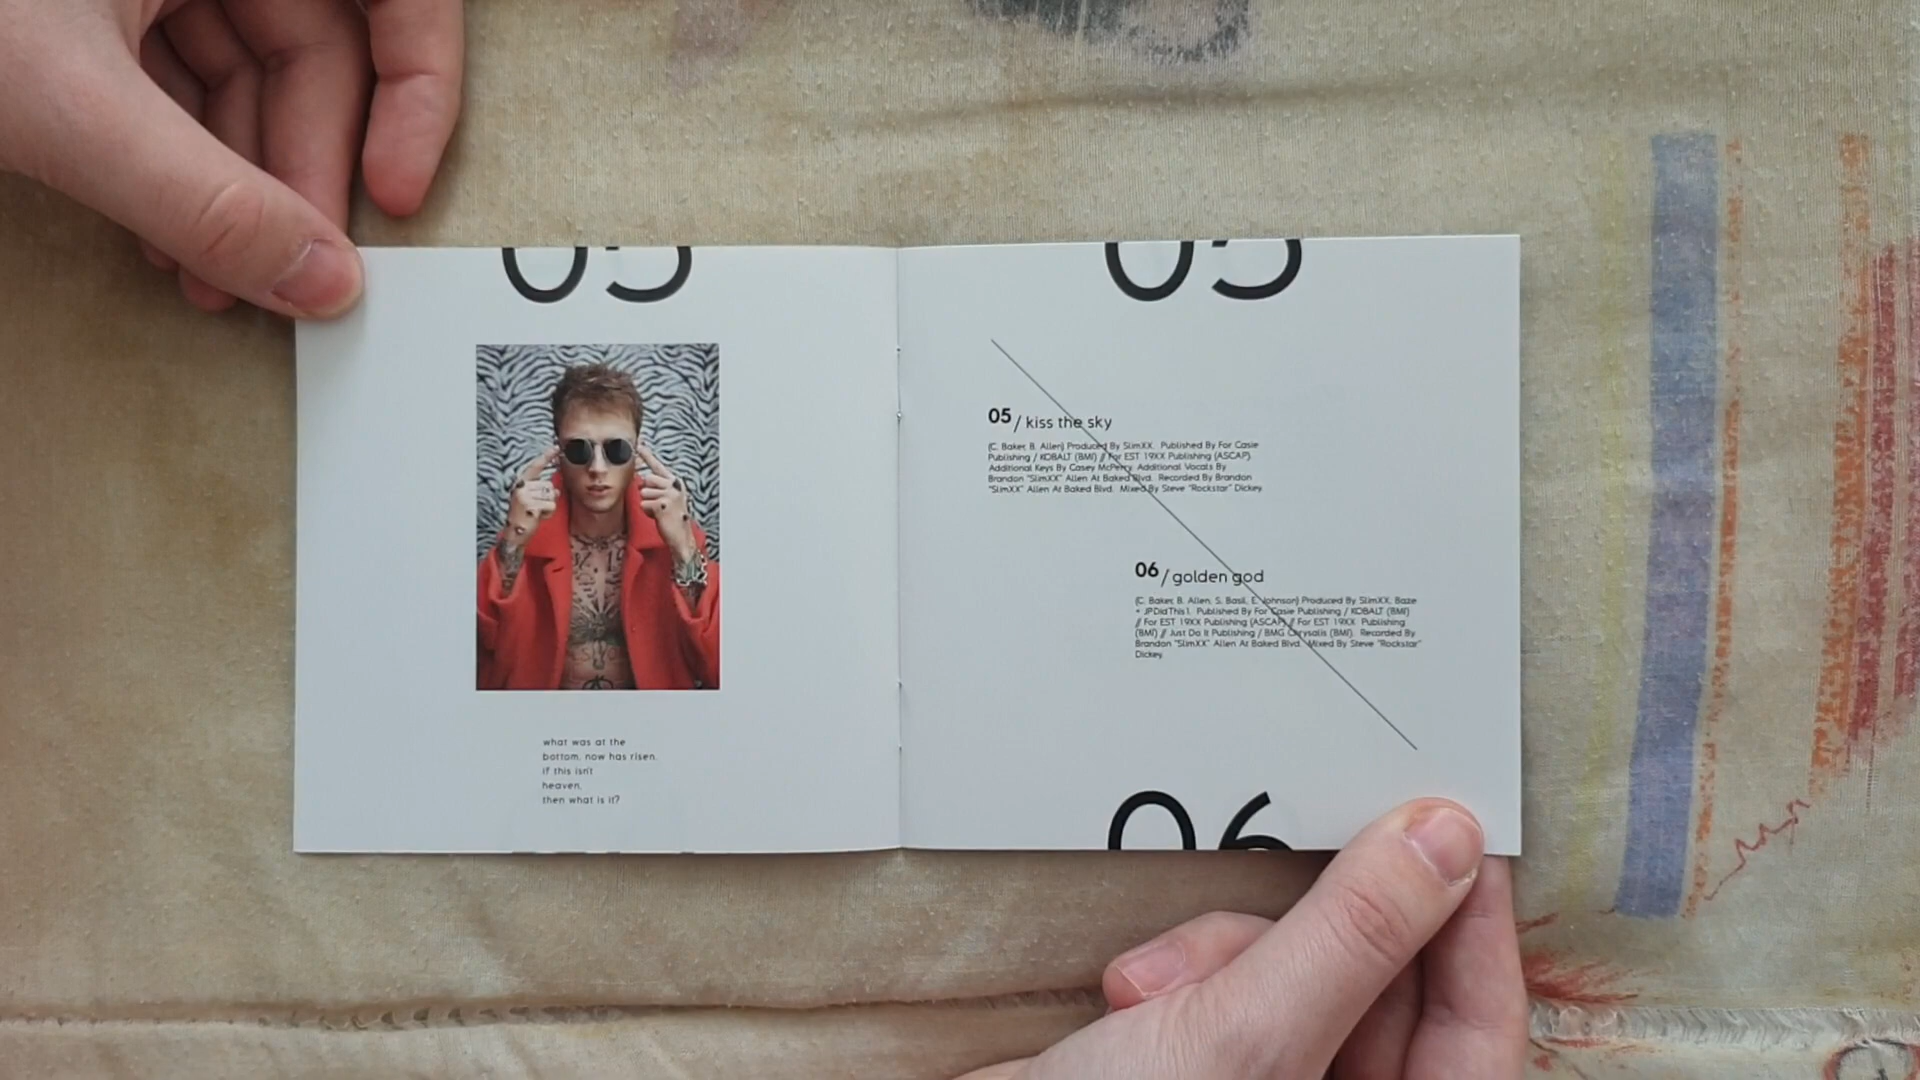 05
what was at the
bottom, now has risen.
if this isn't
heaven,
then what is it?
05
05/ kiss the sky
(C. Baker, B. Allen) Produced By SlimXX. Published By For Casie
Publishing / KOBALT (BMI) // For EST 19XX Publishing (ASCAP).
Additional Keys By Casey McPerry. Additional Vocals By
Brandon "SlimXX" Allen At Baked Blvd. Recorded By Brandon
"SlimXX" Allen At Baked Blvd. Mixed By Steve "Rockstar" Dickey.
06/ golden god
(C. Baker, B. Allen, S. Basil, E. Johnson) Produced By SlimXX, Baze
+ JPDidThis1. Published By For Casie Publishing / KOBALT (BMI)
// For EST 19XX Publishing (ASCAP) // For EST 19XX Publishing
(BMI) // Just Do It Publishing / BMG Chrysalis (BMI). Recorded By
Brandon "SlimXX" Allen At Baked Blvd. Mixed By Steve "Rockstar"
Dickey.
06